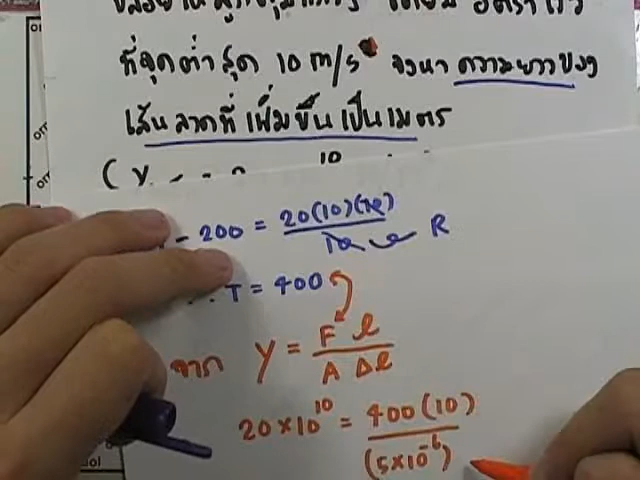 ที่จุดต่ำสุด 10 m/s จงหา ความยาวของ
เส้นลวดที่เพิ่มขึ้นเป็นเมตร
(Y
10
- 200 = 20(10)(10) / 10 R
∴ T = 400
จาก Y = F l / A Δl
20×10^10 = 400(10) / (5×10^-6)